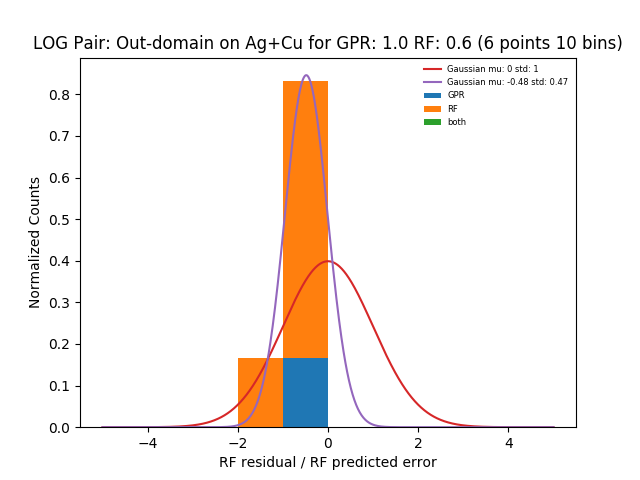 LOG Pair: Out-domain on Ag+Cu for GPR: 1.0 RF: 0.6 (6 points 10 bins)
Gaussian mu: 0 std: 1
Gaussian mu: -0.48 std: 0.47
GPR
RF
both
Normalized Counts
0.8
0.7
0.6
0.5
0.4
0.3
0.2
0.1
0.0
−4 −2 0 2 4
RF residual / RF predicted error